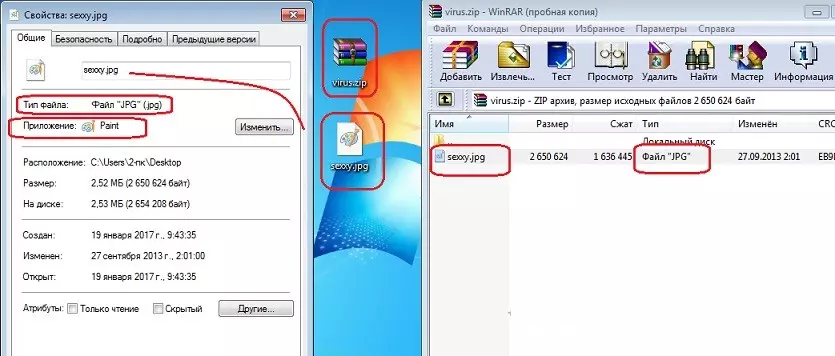 Свойства: sexxy.jpg
Общие
Безопасность
Подробно
Предыдущие версии
sexxy.jpg
Тип файла: Файл "JPG" (.jpg)
Приложение: Paint
Изменить...
Расположение: C:\Users\2-пк\Desktop
Размер: 2,52 МБ (2 650 624 байт)
На диске: 2,53 МБ (2 654 208 байт)
Создан: 19 января 2017 г., 9:43:35
Изменен: 27 сентября 2013 г., 2:01:00
Открыт: 19 января 2017 г., 9:43:35
Атрибуты: Только чтение Скрытый Другие...
virus.zip
sexxy.jpg
virus.zip - WinRAR (пробная копия)
Файл Команды Операции Избранное Параметры Справка
Добавить Извлечь... Тест Просмотр Удалить Найти Мастер Информация
virus.zip - ZIP архив, размер исходных файлов 2 650 624 байт
Имя Размер Сжат Тип Изменён CRC
.. Локальный диск
sexxy.jpg 2 650 624 1 636 445 Файл "JPG" 27.09.2013 2:01